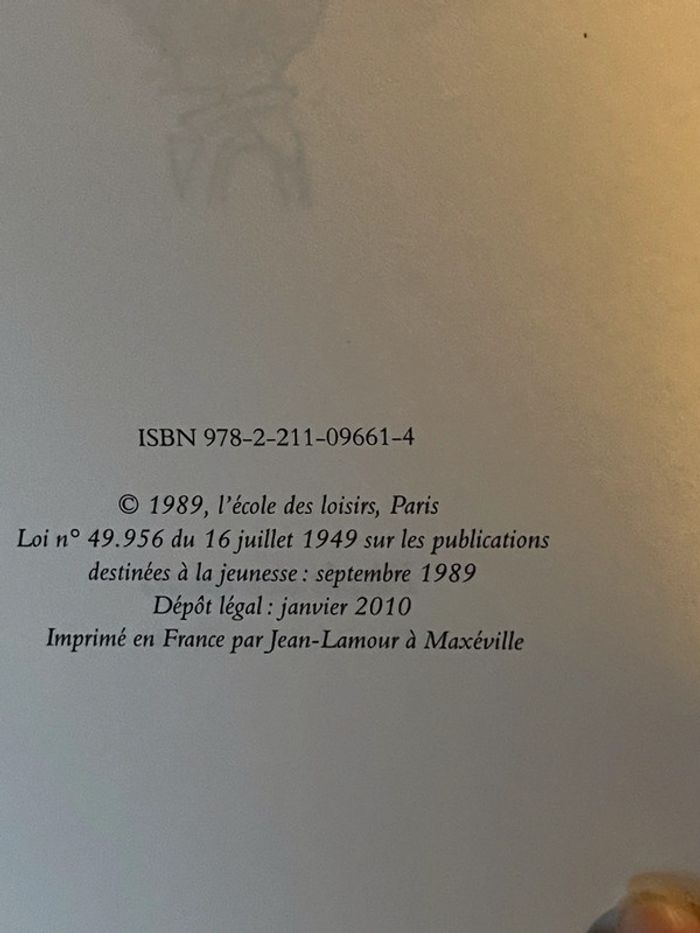 ISBN 978-2-211-09661-4
© 1989, l'école des loisirs, Paris
Loi n° 49.956 du 16 juillet 1949 sur les publications
destinées à la jeunesse : septembre 1989
Dépôt légal : janvier 2010
Imprimé en France par Jean-Lamour à Maxéville